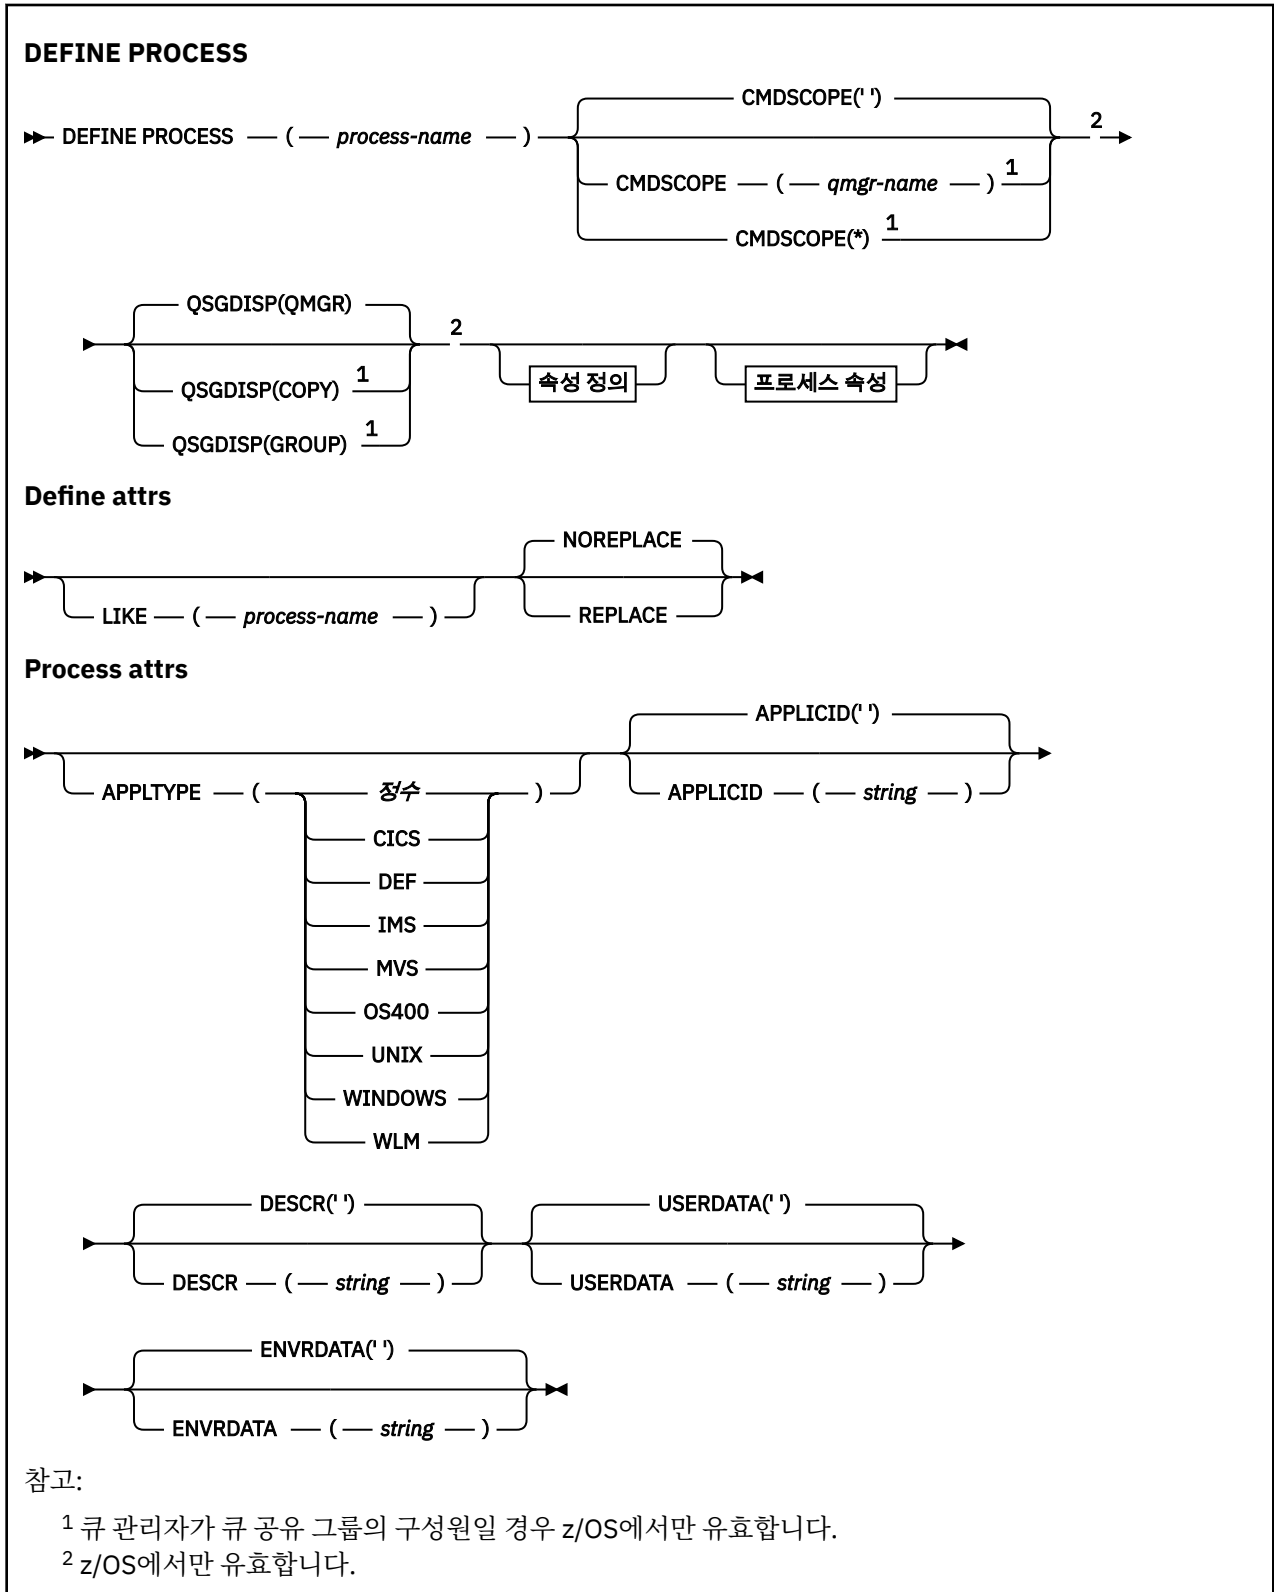 DEFINE PROCESS
CMDSCOPE(' ')
DEFINE PROCESS ( process-name ) 2
CMDSCOPE ( qmgr-name ) 1
CMDSCOPE(*) 1
QSGDISP(QMGR)
2
QSGDISP(COPY) 1 속성 정의 프로세스 속성
QSGDISP(GROUP) 1
Define attrs
NOREPLACE
LIKE ( process-name ) REPLACE
Process attrs
APPLICID(' ')
APPLTYPE ( 정수 ) APPLICID ( string )
CICS
DEF
IMS
MVS
OS400
UNIX
WINDOWS
WLM
DESCR(' ') USERDATA(' ')
DESCR ( string ) USERDATA ( string )
ENVRDATA(' ')
ENVRDATA ( string )
참고:
1 큐 관리자가 큐 공유 그룹의 구성원일 경우 z/OS에서만 유효합니다.
2 z/OS에서만 유효합니다.